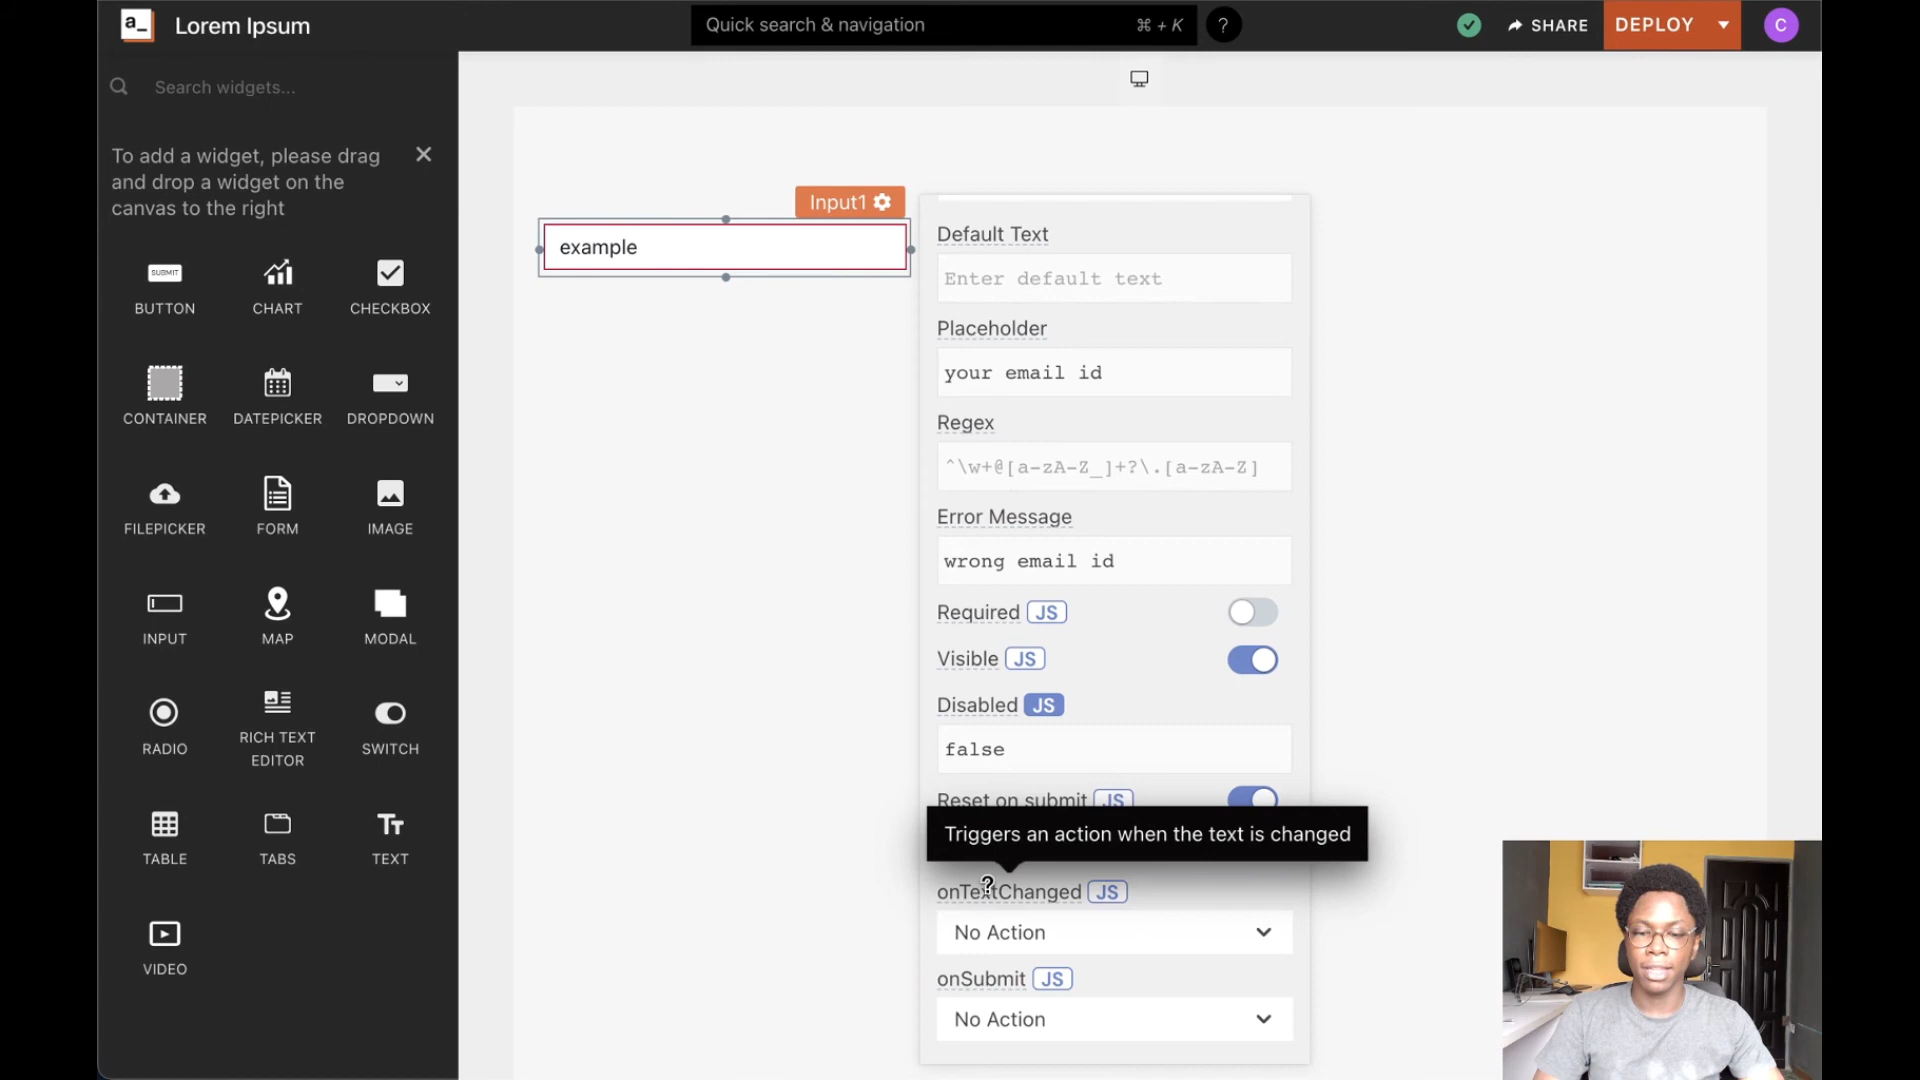 a_
Lorem Ipsum
Quick search & navigation
⌘ + K
?
SHARE
DEPLOY
C
Search widgets...
To add a widget, please drag
and drop a widget on the
canvas to the right
SUBMIT
BUTTON
CHART
CHECKBOX
CONTAINER
DATEPICKER
DROPDOWN
FILEPICKER
FORM
IMAGE
INPUT
MAP
MODAL
RADIO
RICH TEXT
EDITOR
SWITCH
TABLE
TABS
Tт
TEXT
VIDEO
Input1
example
Default Text
Enter default text
Placeholder
your email id
Regex
^\w+@[a-zA-Z_]+?\.[a-zA-Z]
Error Message
wrong email id
Required JS
Visible JS
Disabled JS
false
Reset on submit JS
Triggers an action when the text is changed
onTextChanged JS
No Action
onSubmit JS
No Action